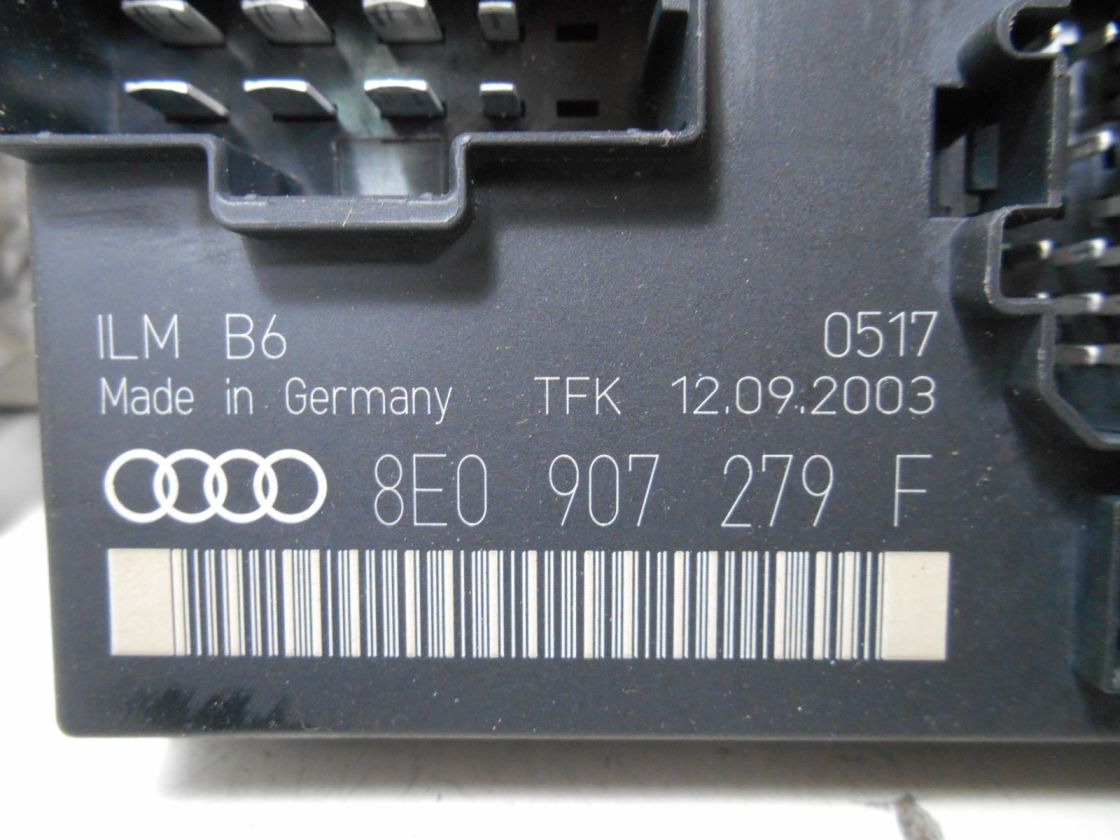 ILM B6 0517
Made in Germany TFK 12.09.2003
8E0 907 279 F